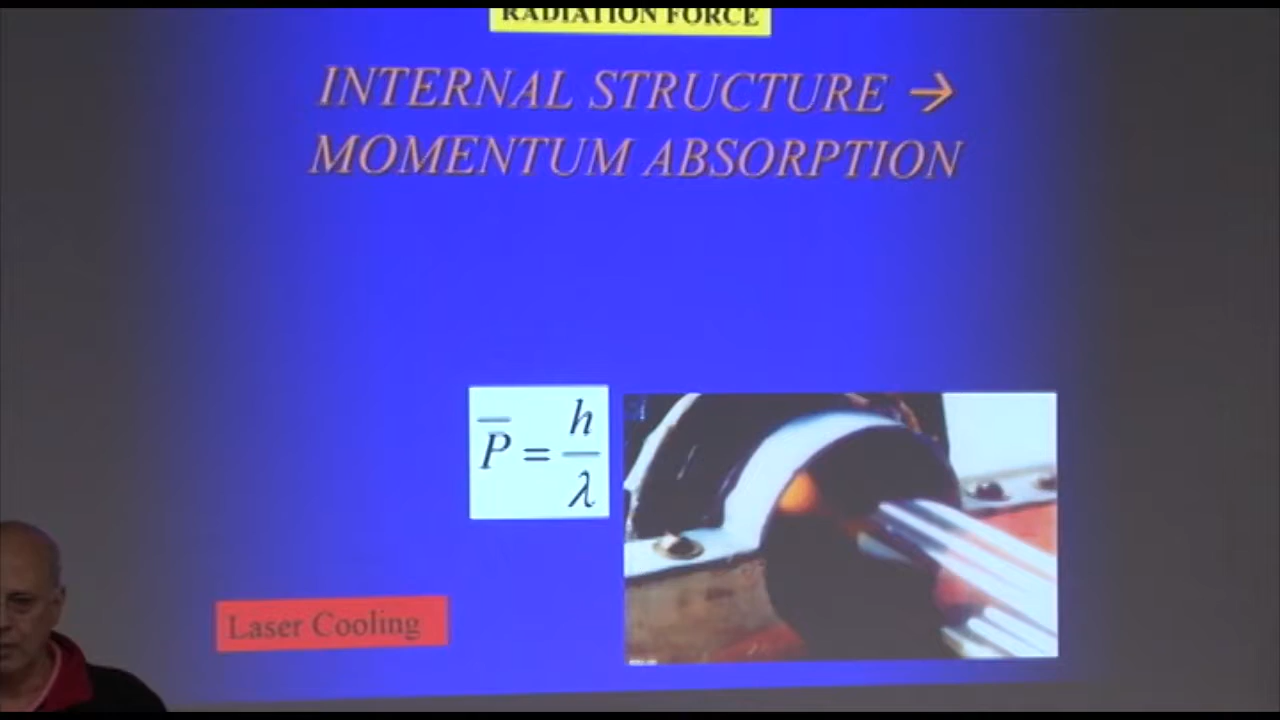 RADIATION FORCE
INTERNAL STRUCTURE →
MOMENTUM ABSORPTION
P̅ = h/λ
Laser Cooling